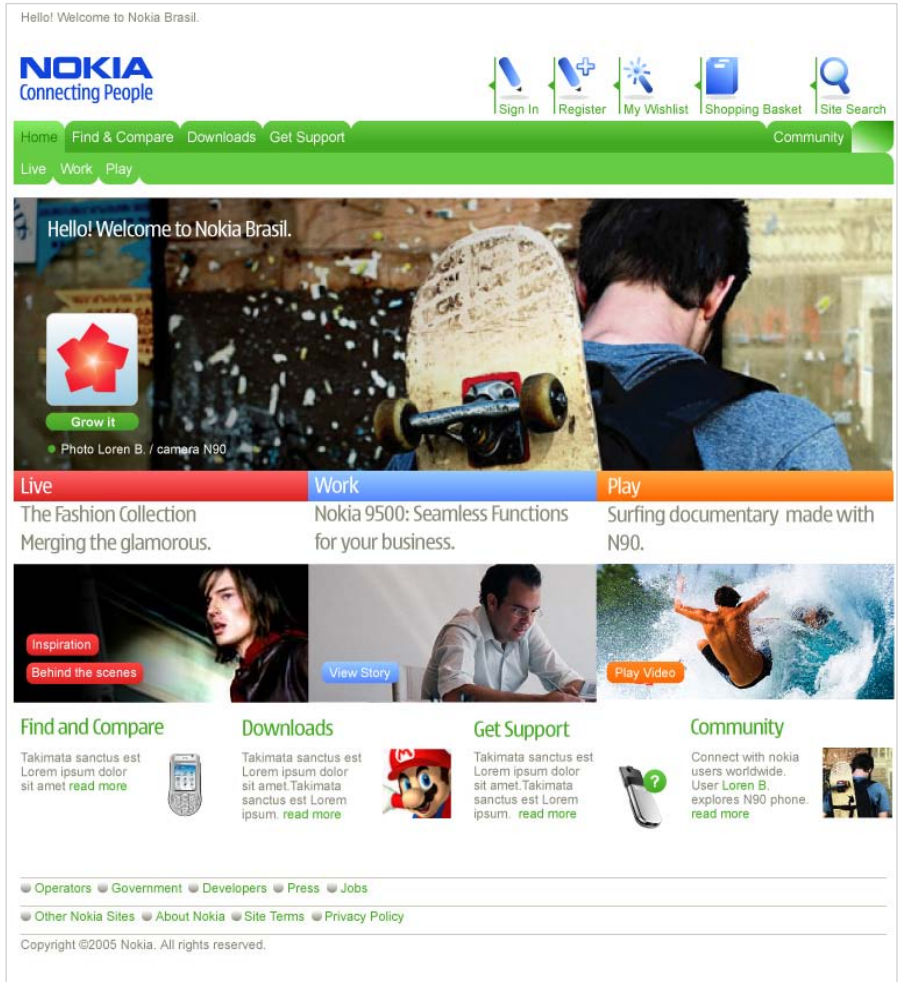 Hello! Welcome to Nokia Brasil.
NOKIA
Connecting People
Sign In
Register
My Wishlist
Shopping Basket
Site Search
Home
Find & Compare
Downloads
Get Support
Community
Live
Work
Play
Hello! Welcome to Nokia Brasil.
Grow it
Photo Loren B. / camera N90
Live
The Fashion Collection
Merging the glamorous.
Work
Nokia 9500: Seamless Functions
for your business.
Play
Surfing documentary made with
N90.
Inspiration
Behind the scenes
View Story
Play Video
Find and Compare
Takimata sanctus est
Lorem ipsum dolor
sit amet read more
Downloads
Takimata sanctus est
Lorem ipsum dolor
sit amet.Takimata
sanctus est Lorem
ipsum. read more
Get Support
Takimata sanctus est
Lorem ipsum dolor
sit amet.Takimata
sanctus est Lorem
ipsum. read more
?
Community
Connect with nokia
users worldwide.
User Loren B.
explores N90 phone.
read more
Operators Government Developers Press Jobs
Other Nokia Sites About Nokia Site Terms Privacy Policy
Copyright ©2005 Nokia. All rights reserved.